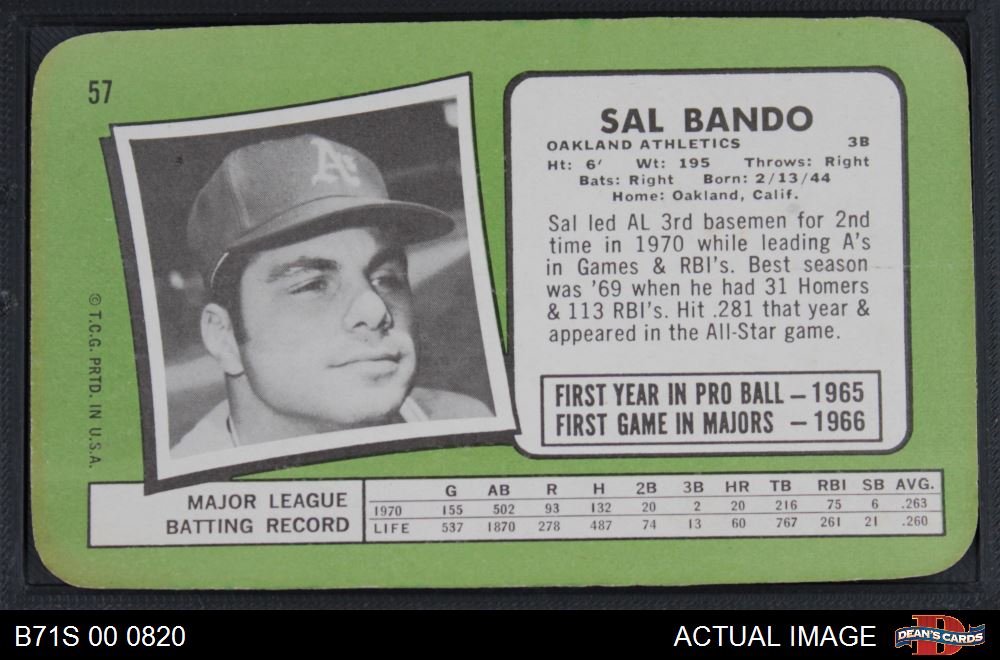 57
A's
© T.C.G. PRTD. IN U.S.A.
SAL BANDO
OAKLAND ATHLETICS 3B
Ht: 6' Wt: 195 Throws: Right
Bats: Right Born: 2/13/44
Home: Oakland, Calif.
Sal led AL 3rd basemen for 2nd
time in 1970 while leading A's
in Games & RBI's. Best season
was '69 when he had 31 Homers
& 113 RBI's. Hit .281 that year &
appeared in the All-Star game.
FIRST YEAR IN PRO BALL – 1965
FIRST GAME IN MAJORS – 1966
MAJOR LEAGUE
BATTING RECORD
G AB R H 2B 3B HR TB RBI SB AVG.
1970 155 502 93 132 20 2 20 216 75 6 .263
LIFE 537 1870 278 487 74 13 60 767 261 21 .260
B71S 00 0820
ACTUAL IMAGE
DEAN'S CARDS